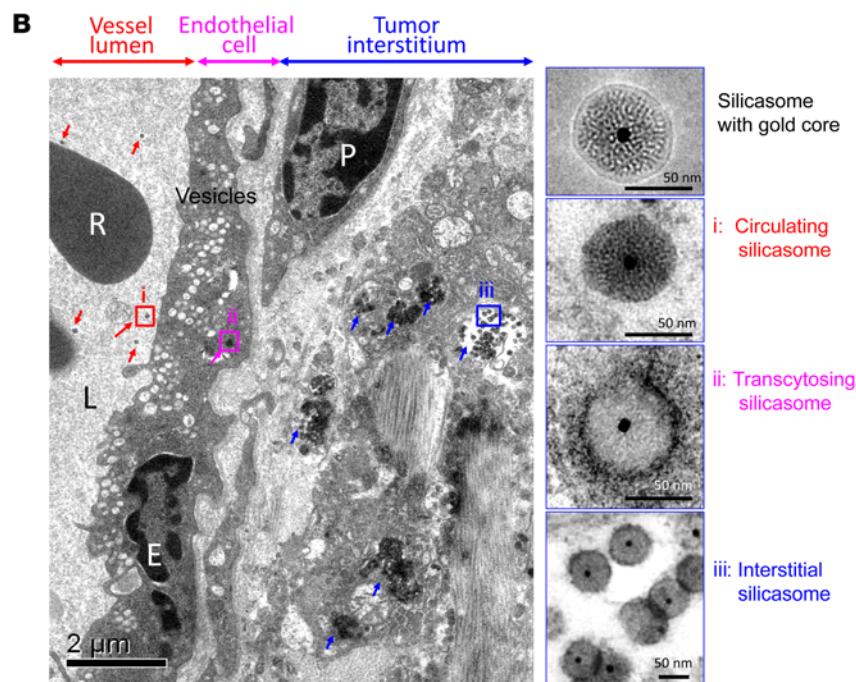 B
Vessel
lumen
Endothelial
cell
Tumor
interstitium
P
Vesicles
R
i
ii
iii
L
E
2 µm
Silicasome
with gold core
50 nm
i: Circulating
silicasome
50 nm
ii: Transcytosing
silicasome
50 nm
iii: Interstitial
silicasome
50 nm